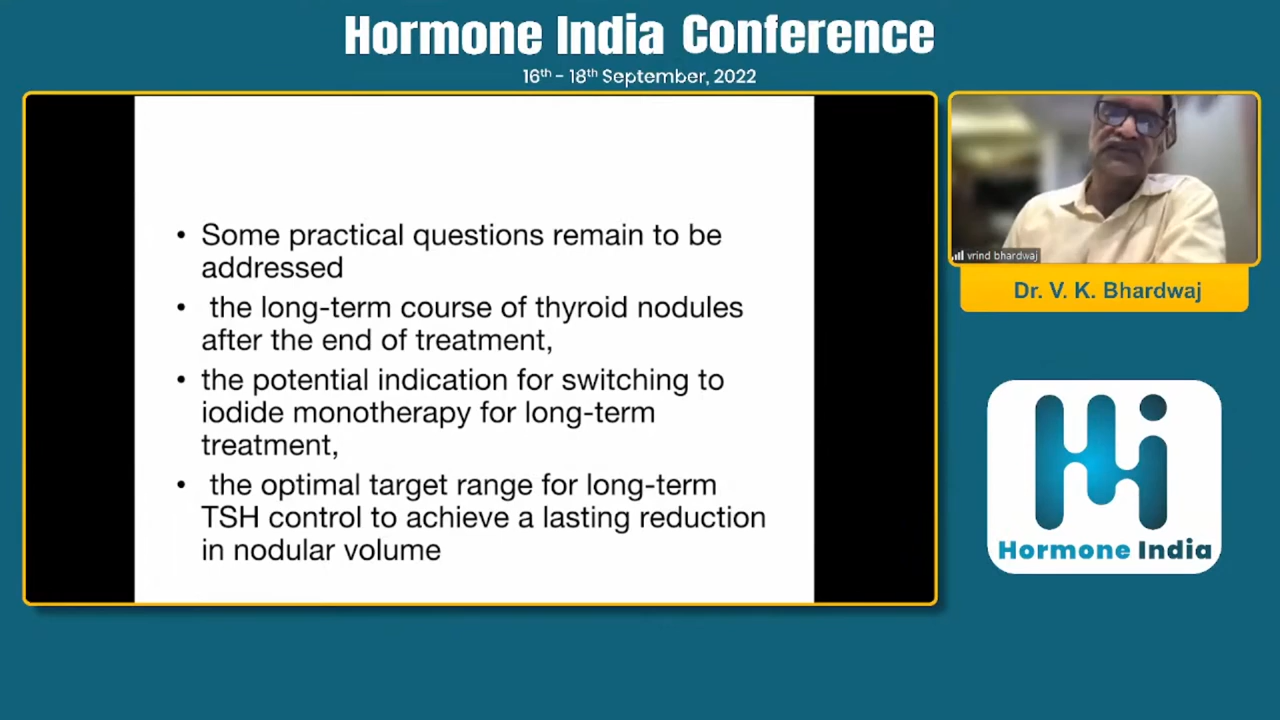 Hormone India Conference
16th - 18th September, 2022
• Some practical questions remain to be
addressed
• the long-term course of thyroid nodules
after the end of treatment,
• the potential indication for switching to
iodide monotherapy for long-term
treatment,
• the optimal target range for long-term
TSH control to achieve a lasting reduction
in nodular volume
vrind bhardwaj
Dr. V. K. Bhardwaj
Hi
Hormone India